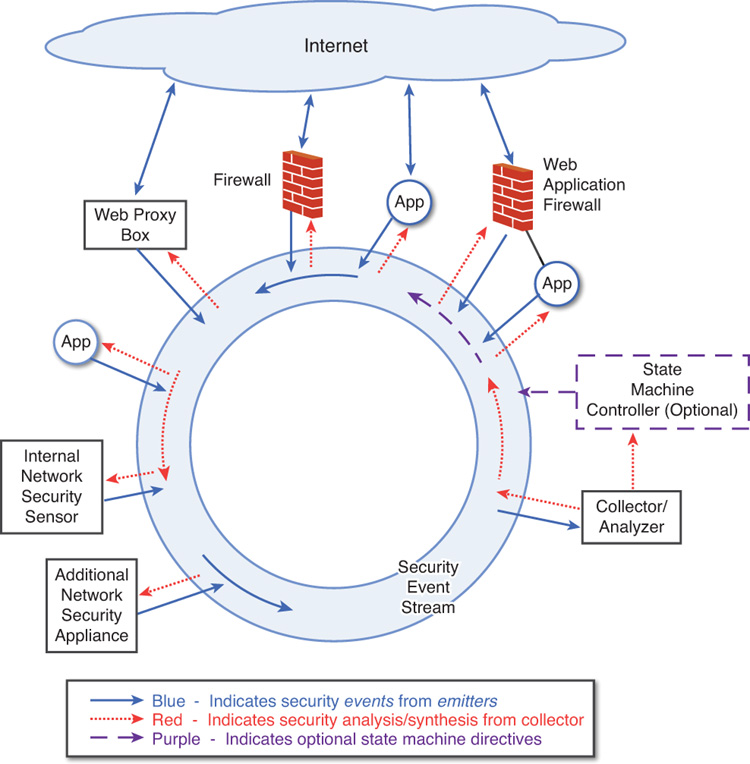 Internet
Firewall
Web
Application
Firewall
Web Proxy
Box
App
App
App
State
Machine
Controller (Optional)
Internal
Network
Security
Sensor
Collector/
Analyzer
Additional
Network
Security
Appliance
Security
Event
Stream
Blue - Indicates security events from emitters
Red - Indicates security analysis/synthesis from collector
Purple - Indicates optional state machine directives